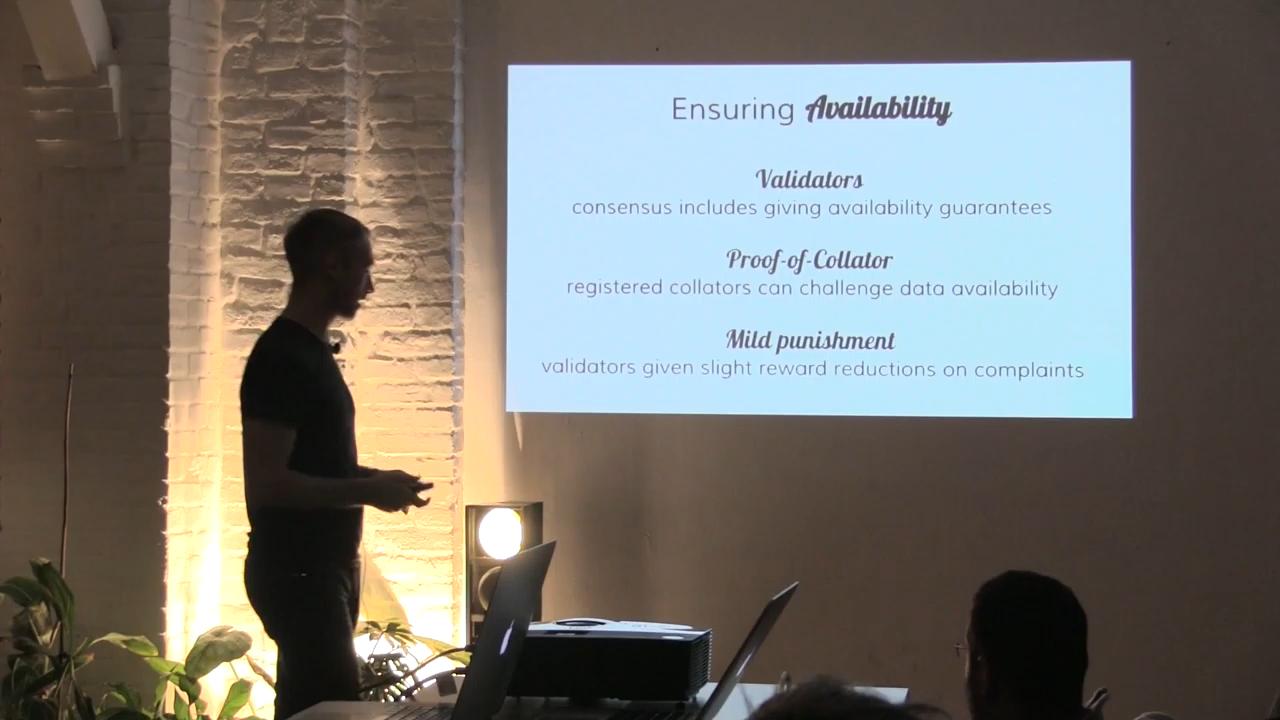 Ensuring Availability
Validators
consensus includes giving availability guarantees
Proof-of-Collator
registered collators can challenge data availability
Mild punishment
validators given slight reward reductions on complaints